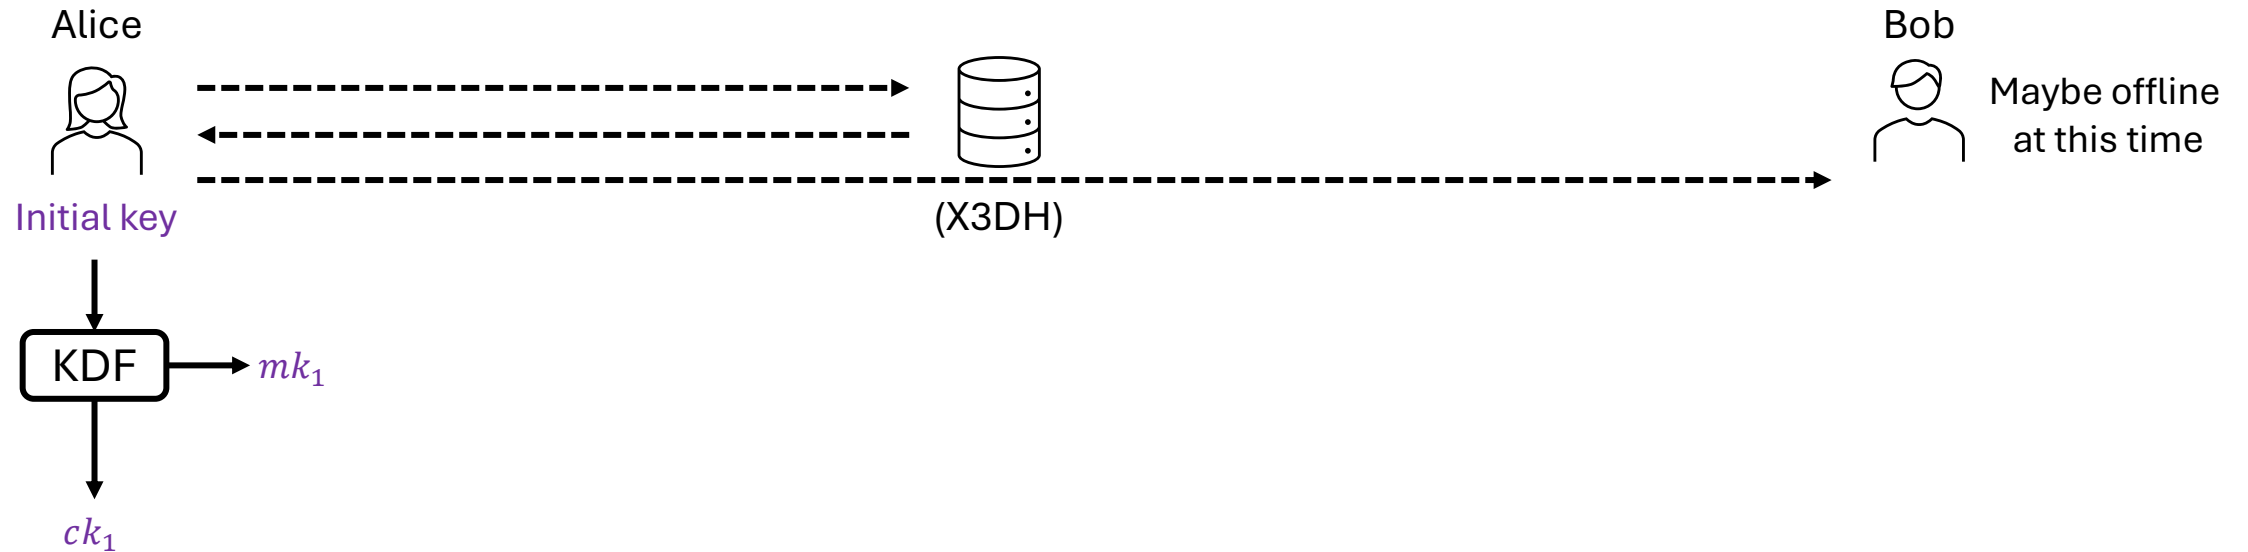 Alice
Bob
Maybe offline
at this time
Initial key
(X3DH)
KDF
mk₁
ck₁